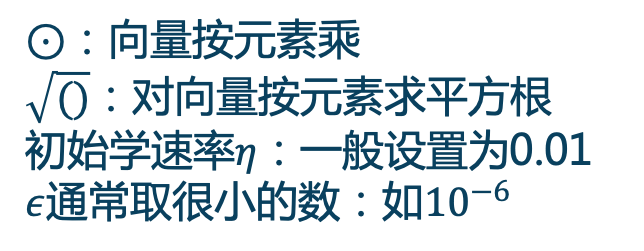 ⊙：向量按元素乘
√()：对向量按元素求平方根
初始学速率η：一般设置为0.01
ϵ通常取很小的数：如10⁻⁶